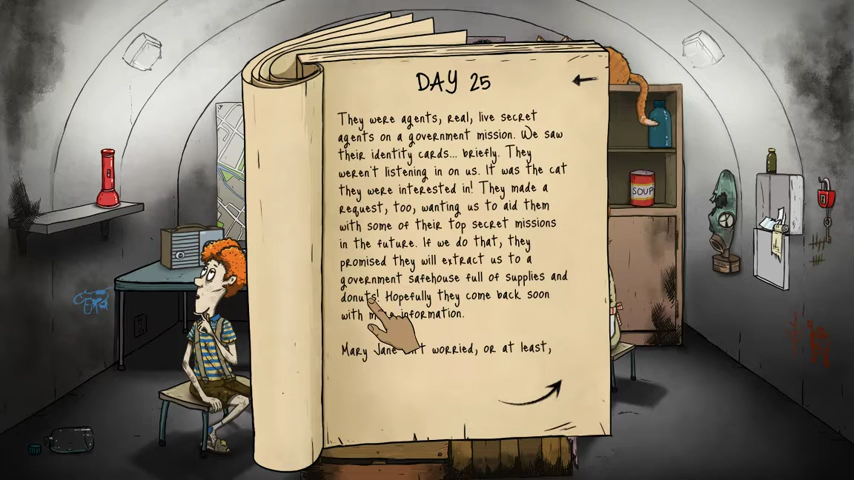 DAY 25
They were agents, real, live secret
agents on a government mission. We saw
their identity cards... briefly. They
weren't listening in on us. It was the cat
they were interested in! They made a
request, too, wanting us to aid them
with some of their top secret missions
in the future. If we do that, they
promised they will extract us to a
government safehouse full of supplies and
donuts! Hopefully they come back soon
with information.
Mary Jane worried, or at least,
SOUP